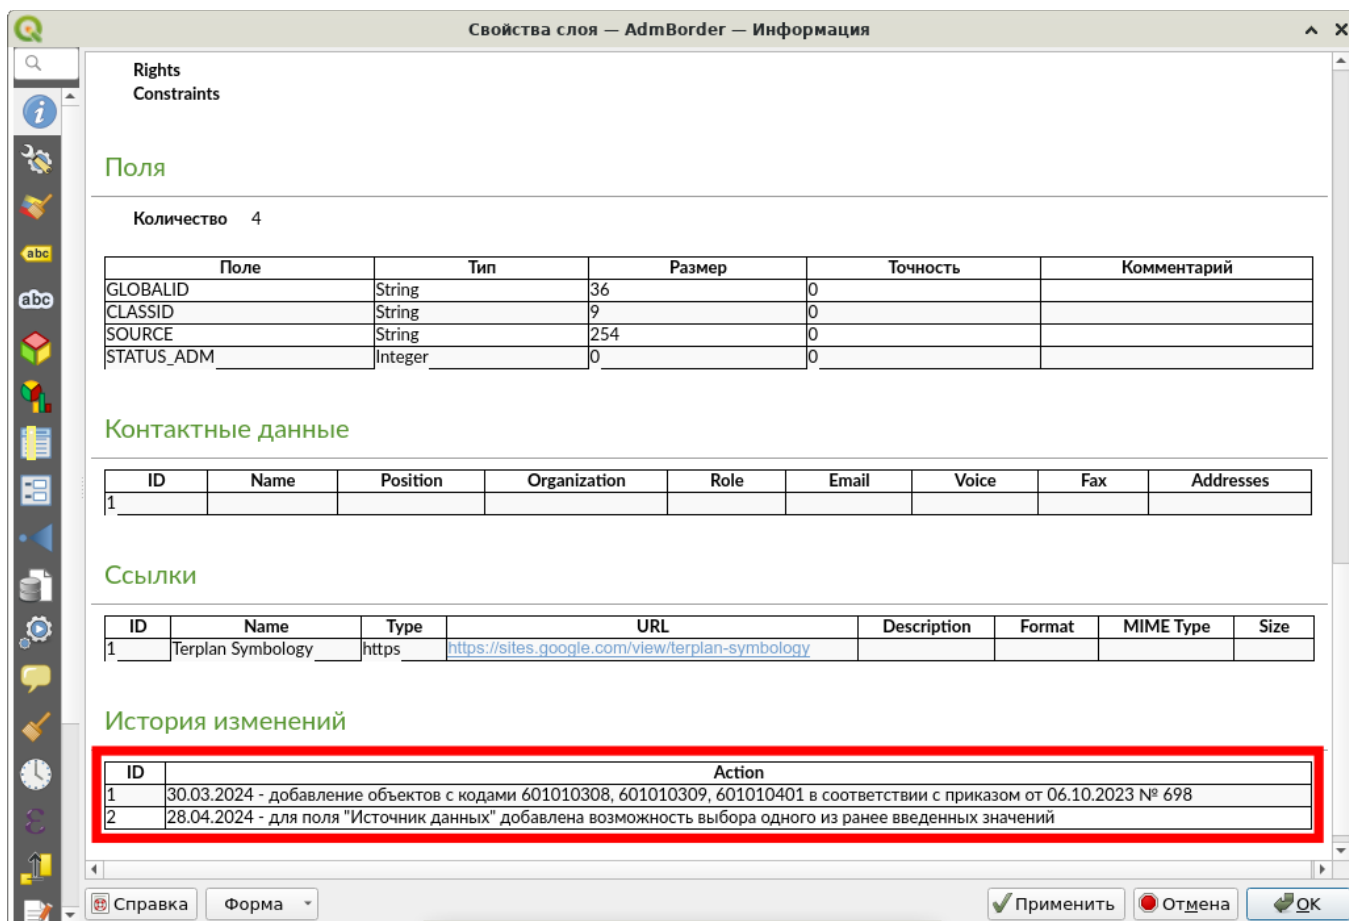 Свойства слоя — AdmBorder — Информация
Rights
Constraints
Поля
Количество 4
Поле Тип Размер Точность Комментарий
GLOBALID String 36 0
CLASSID String 9 0
SOURCE String 254 0
STATUS_ADM Integer 0 0
Контактные данные
ID Name Position Organization Role Email Voice Fax Addresses
1
Ссылки
ID Name Type URL Description Format MIME Type Size
1 Terplan Symbology https https://sites.google.com/view/terplan-symbology
История изменений
ID Action
1 30.03.2024 - добавление объектов с кодами 601010308, 601010309, 601010401 в соответствии с приказом от 06.10.2023 № 698
2 28.04.2024 - для поля "Источник данных" добавлена возможность выбора одного из ранее введенных значений
abc
abc
Справка Форма Применить Отмена OK